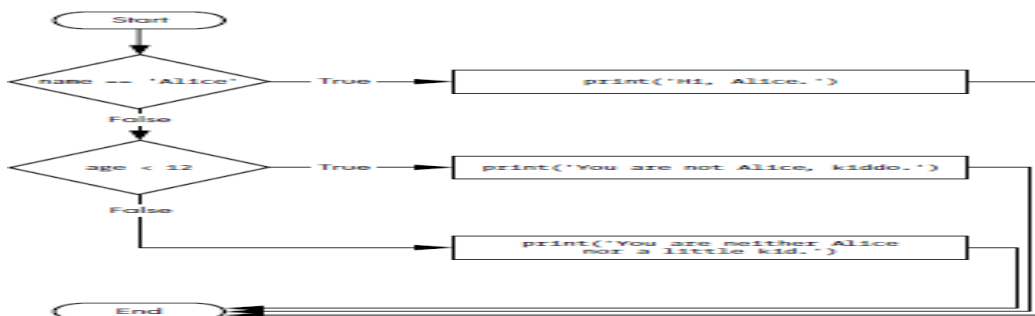 Start
name == 'Alice'
True
print('Hi, Alice.')
False
age < 12
True
print('You are not Alice, kiddo.')
False
print('You are neither Alice
nor a little kid.')
End